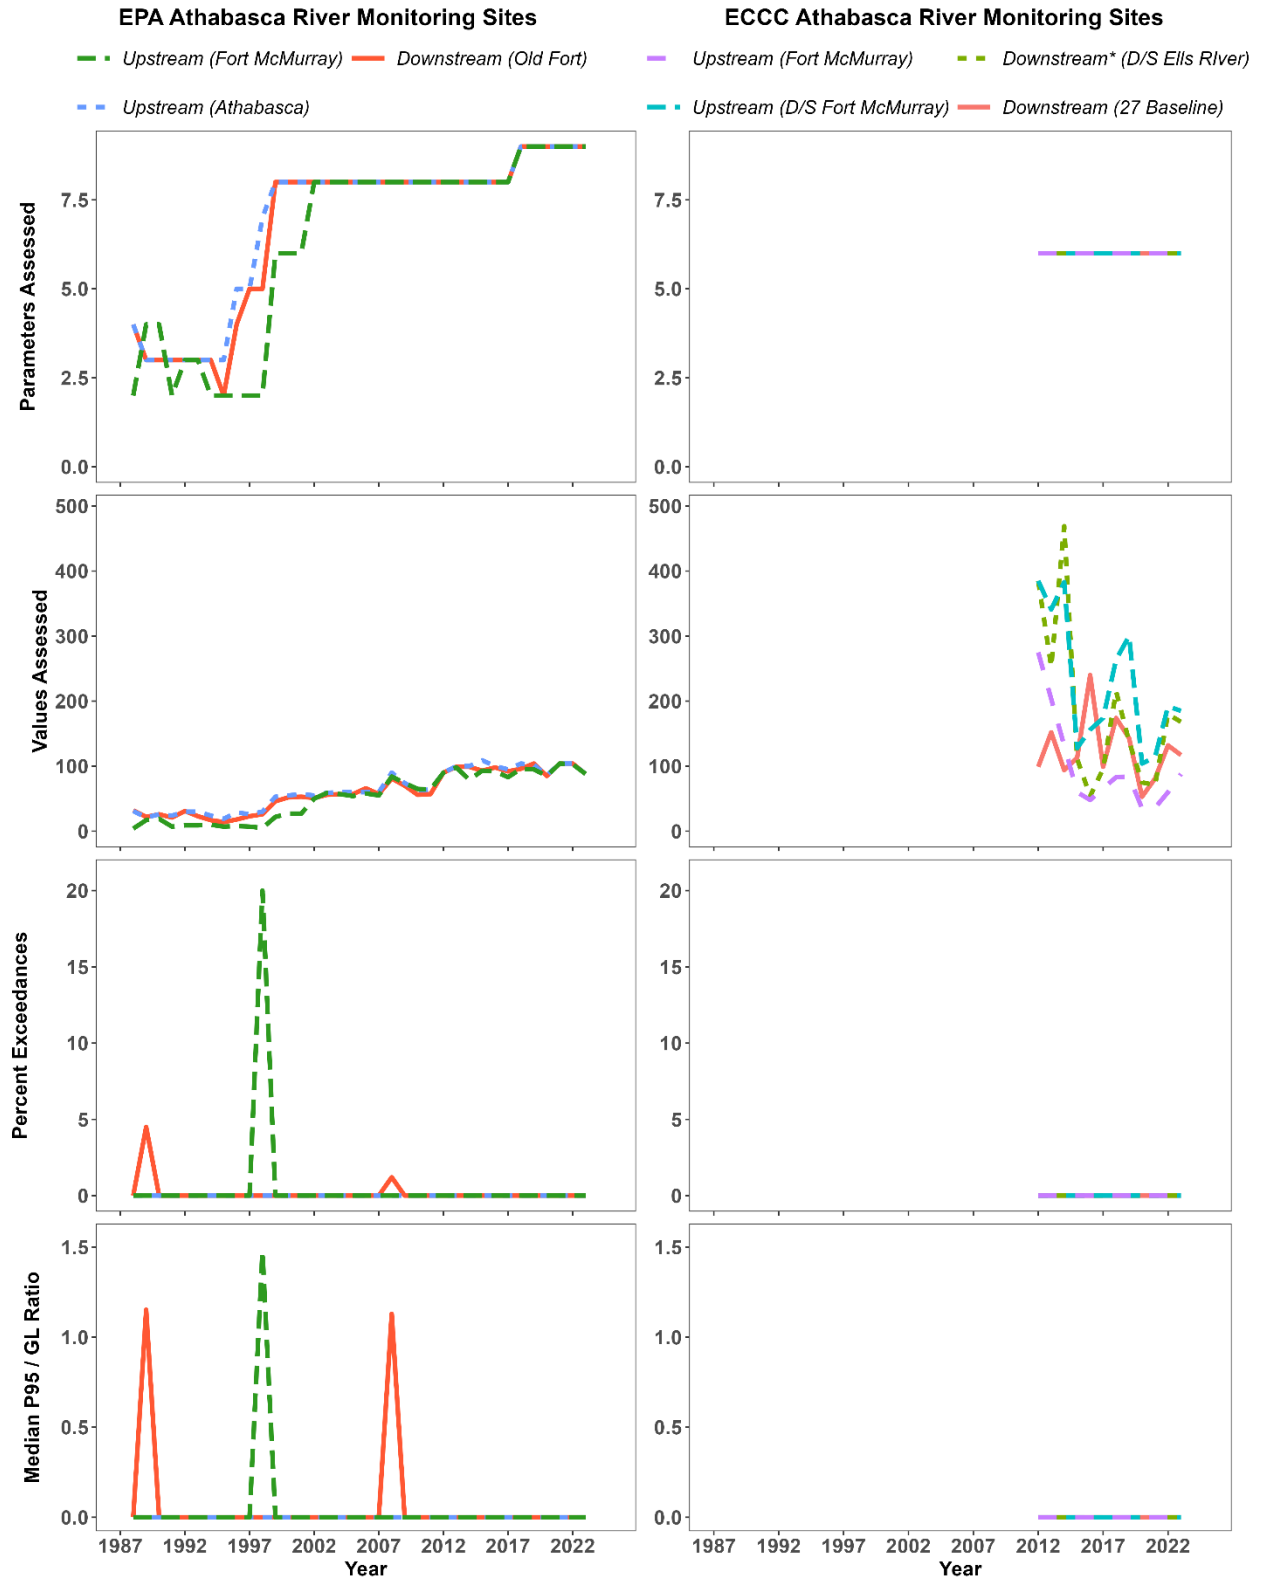 EPA Athabasca River Monitoring Sites
Upstream (Fort McMurray)
Downstream (Old Fort)
Upstream (Athabasca)
ECCC Athabasca River Monitoring Sites
Upstream (Fort McMurray)
Downstream* (D/S Ells RIver)
Upstream (D/S Fort McMurray)
Downstream (27 Baseline)
Parameters Assessed
7.5
5.0
2.5
0.0
7.5
5.0
2.5
0.0
Values Assessed
500
400
300
200
100
0
500
400
300
200
100
0
Percent Exceedances
20
15
10
5
0
20
15
10
5
0
Median P95 / GL Ratio
1.5
1.0
0.5
0.0
1.5
1.0
0.5
0.0
1987 1992 1997 2002 2007 2012 2017 2022
Year
1987 1992 1997 2002 2007 2012 2017 2022
Year